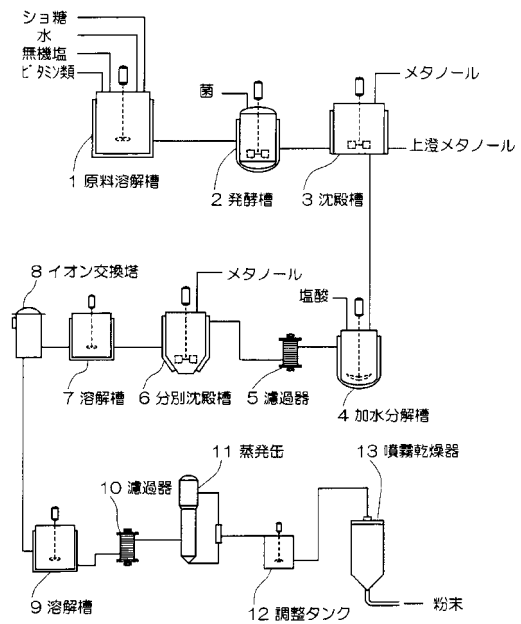 ショ糖
水
無機塩
ビタミン類
菌
メタノール
上澄メタノール
1 原料溶解槽
2 発酵槽
3 沈殿槽
8 イオン交換塔
メタノール
塩酸
7 溶解槽
6 分別沈殿槽
5 濾過器
4 加水分解槽
11 蒸発缶
13 噴霧乾燥器
10 濾過器
9 溶解槽
12 調整タンク
粉末